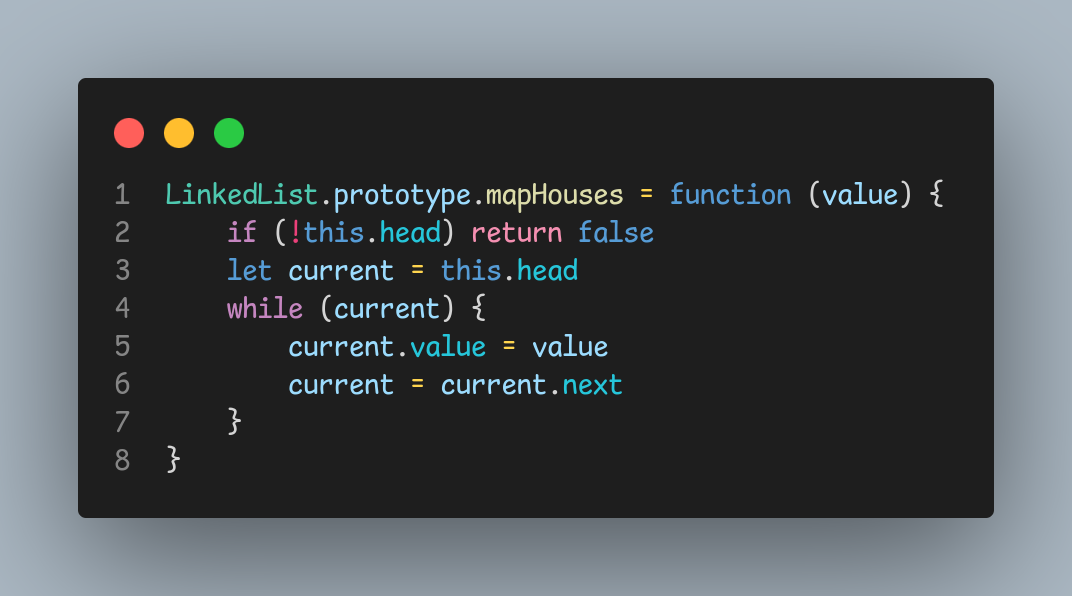 1 LinkedList.prototype.mapHouses = function (value) {
2     if (!this.head) return false
3     let current = this.head
4     while (current) {
5         current.value = value
6         current = current.next
7     }
8 }